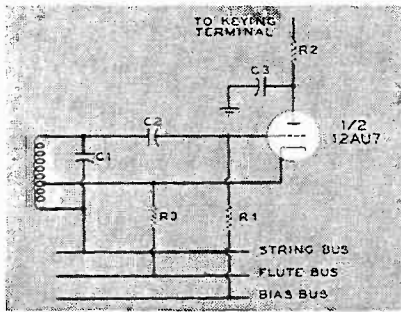 TO KEYING
TERMINAL
R2
C3
1/2
12AU7
C2
C1
R3
R1
STRING BUS
FLUTE BUS
BIAS BUS